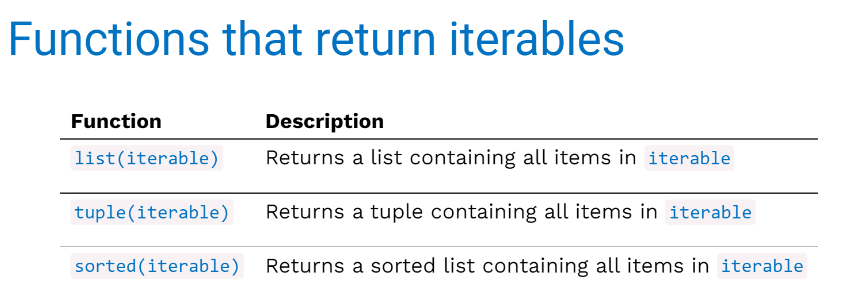 Functions that return iterables
Function Description
list(iterable) Returns a list containing all items in iterable
tuple(iterable) Returns a tuple containing all items in iterable
sorted(iterable) Returns a sorted list containing all items in iterable